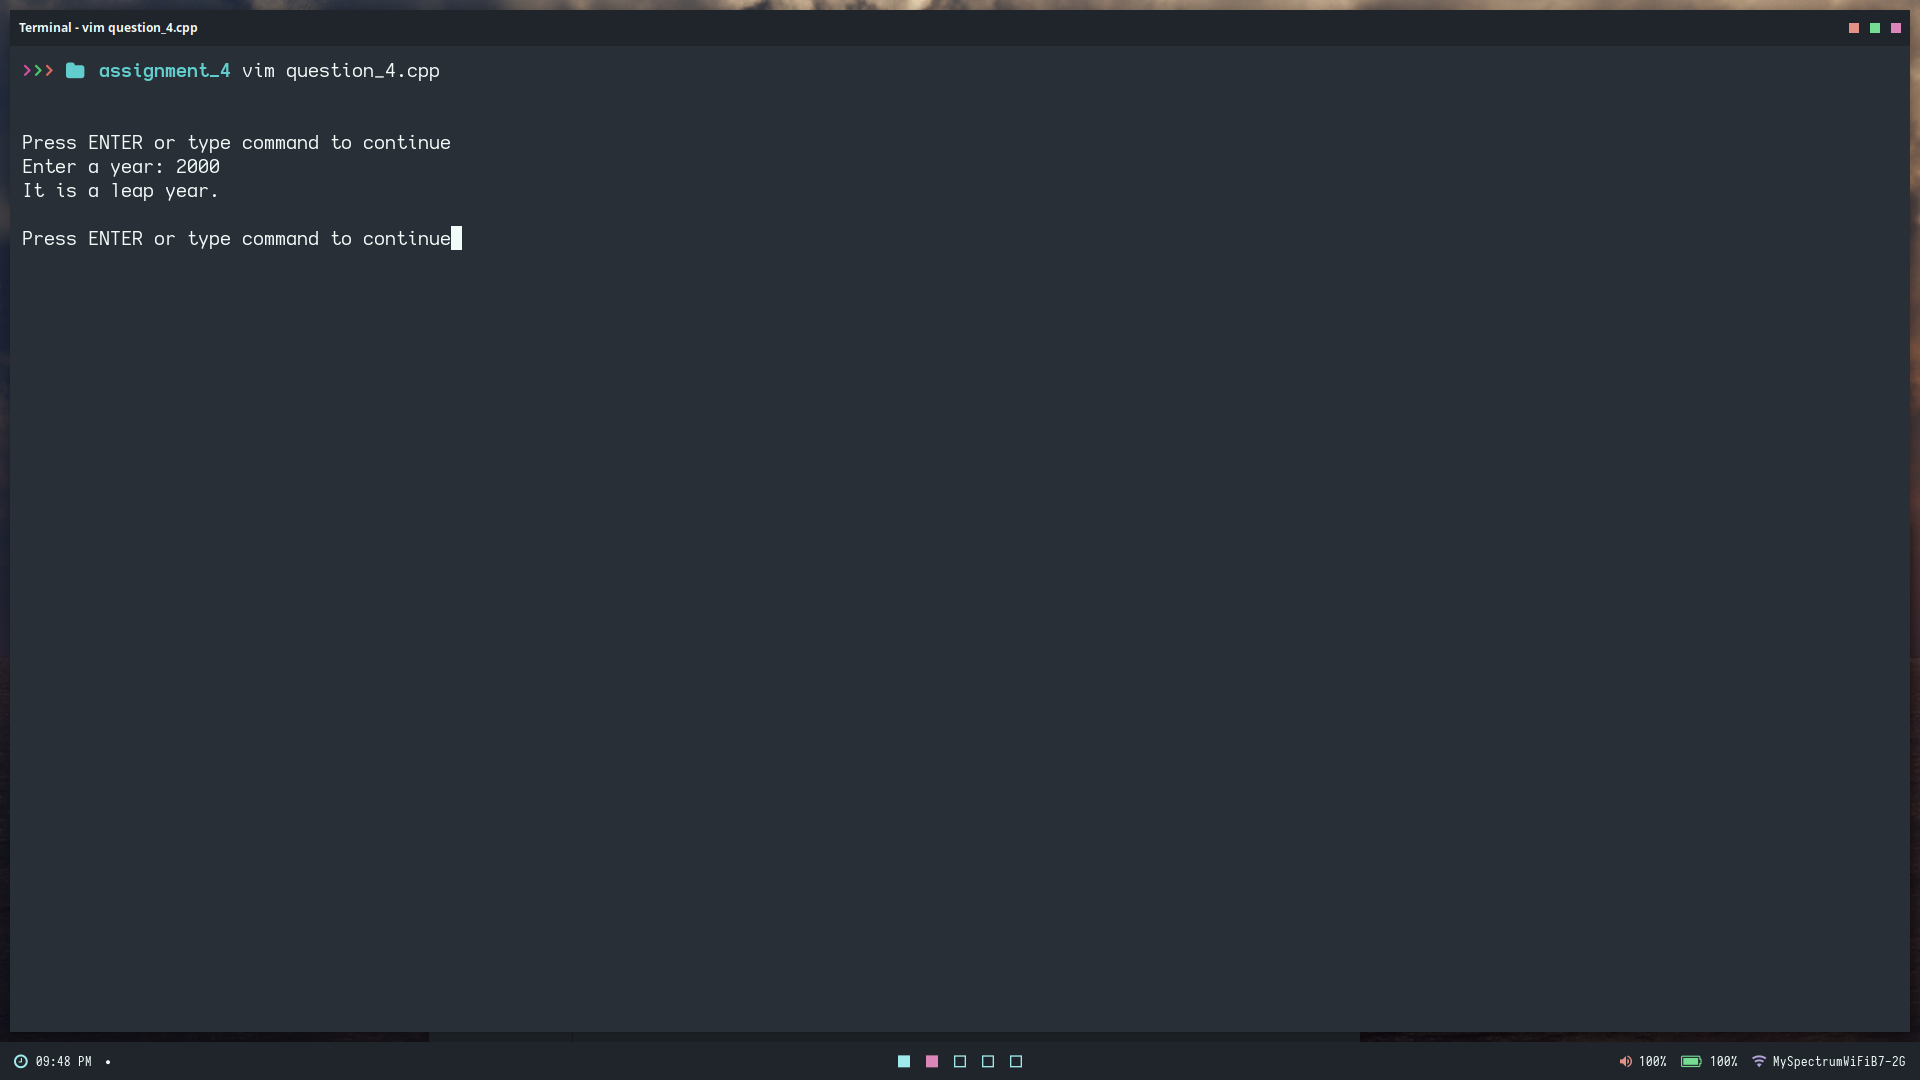 Terminal - vim question_4.cpp
>>> assignment_4 vim question_4.cpp
Press ENTER or type command to continue
Enter a year: 2000
It is a leap year.
Press ENTER or type command to continue
09:48 PM •
100% 100% MySpectrumWiFiB7-2G